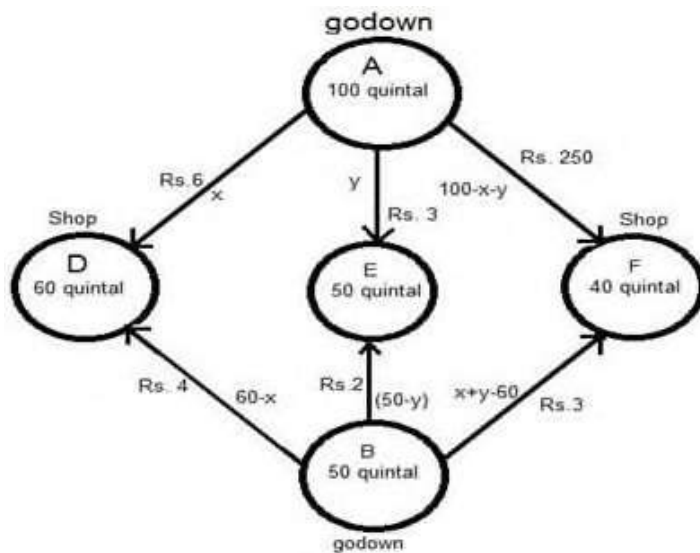 godown
A
100 quintal
Rs.6
x
y
Rs. 3
Rs. 250
100-x-y
Shop
D
60 quintal
E
50 quintal
Shop
F
40 quintal
Rs. 4
60-x
Rs.2
(50-y)
x+y-60
Rs.3
B
50 quintal
godown